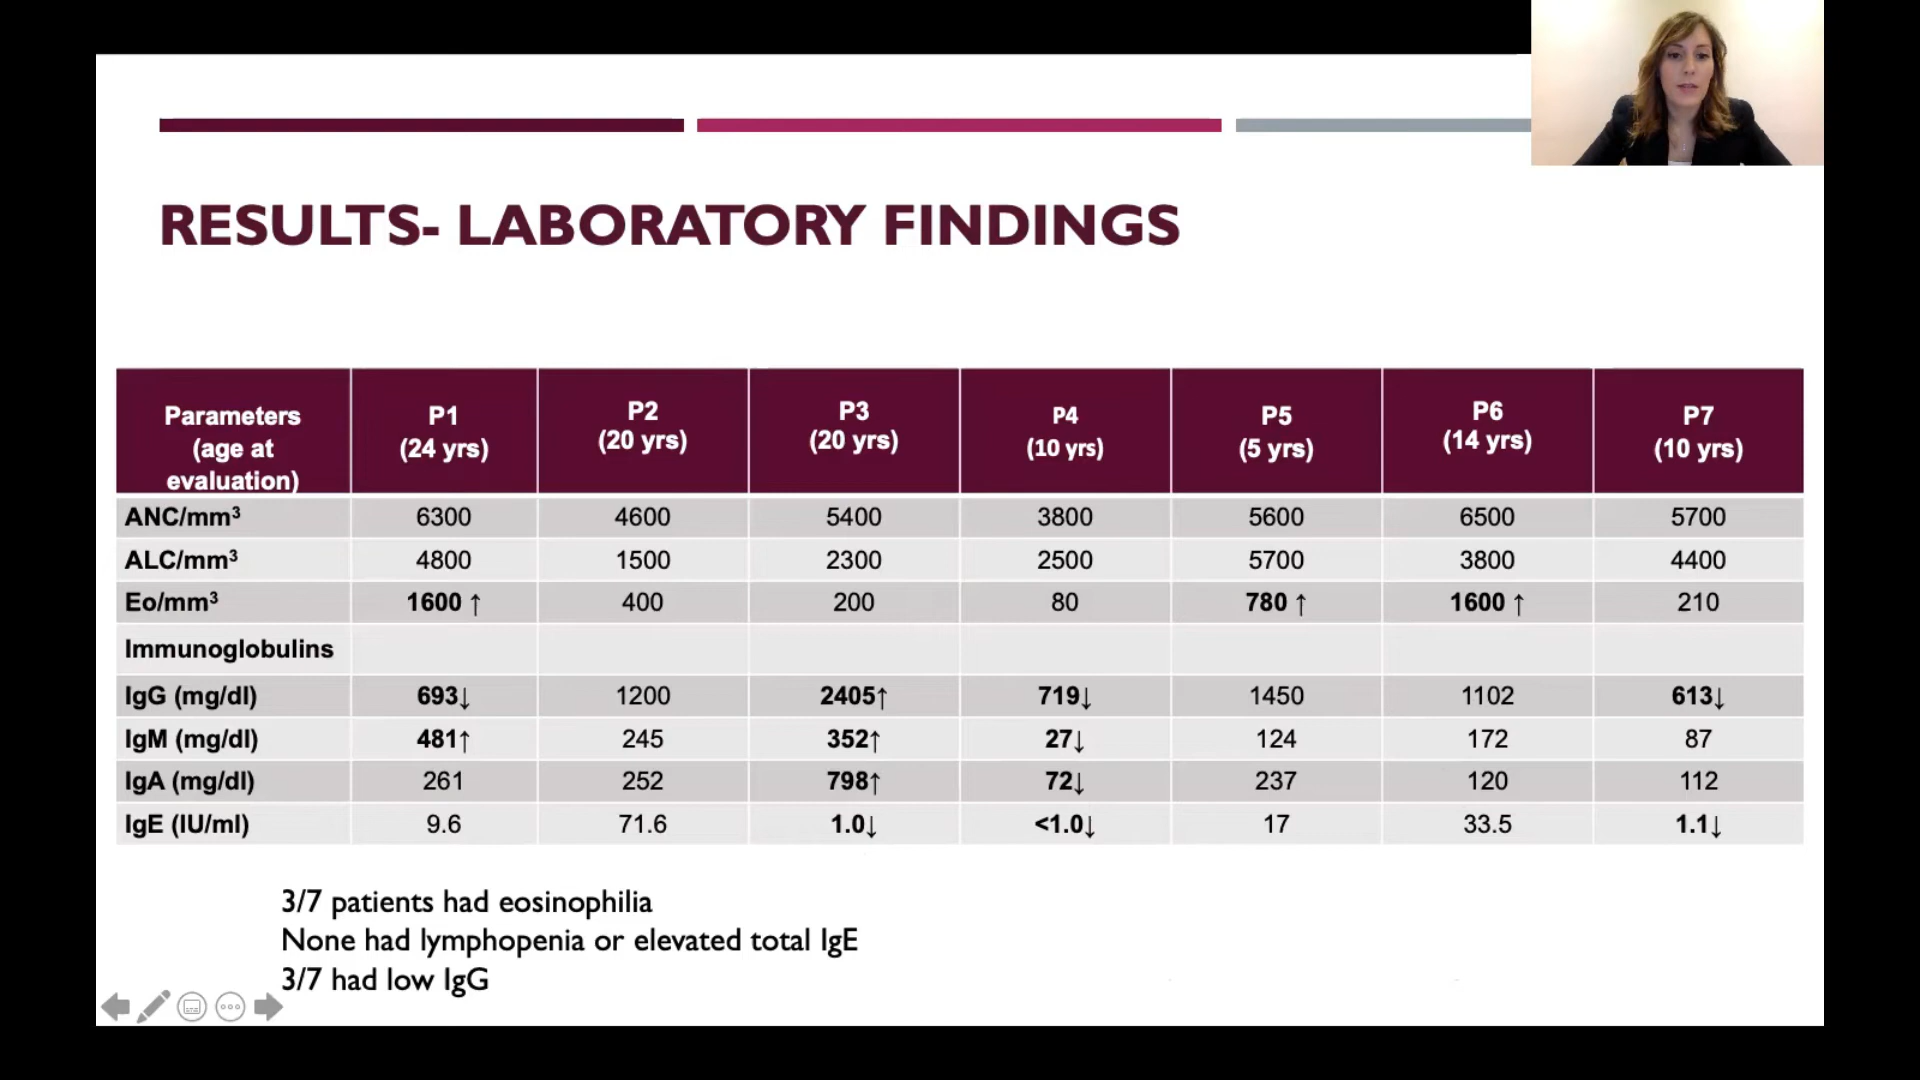 RESULTS- LABORATORY FINDINGS
Parameters (age at evaluation) P1 (24 yrs) P2 (20 yrs) P3 (20 yrs) P4 (10 yrs) P5 (5 yrs) P6 (14 yrs) P7 (10 yrs)
ANC/mm³ 6300 4600 5400 3800 5600 6500 5700
ALC/mm³ 4800 1500 2300 2500 5700 3800 4400
Eo/mm³ 1600 ↑ 400 200 80 780 ↑ 1600 ↑ 210
Immunoglobulins
IgG (mg/dl) 693↓ 1200 2405↑ 719↓ 1450 1102 613↓
IgM (mg/dl) 481↑ 245 352↑ 27↓ 124 172 87
IgA (mg/dl) 261 252 798↑ 72↓ 237 120 112
IgE (IU/ml) 9.6 71.6 1.0↓ <1.0↓ 17 33.5 1.1↓
3/7 patients had eosinophilia
None had lymphopenia or elevated total IgE
3/7 had low IgG